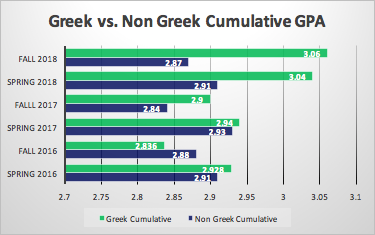 Greek vs. Non Greek Cumulative GPA
FALL 2018
3.06
2.87
SPRING 2018
3.04
2.91
FALL 2017
2.9
2.84
SPRING 2017
2.94
2.93
FALL 2016
2.836
2.88
SPRING 2016
2.928
2.91
2.7 2.75 2.8 2.85 2.9 2.95 3 3.05 3.1
Greek Cumulative Non Greek Cumulative